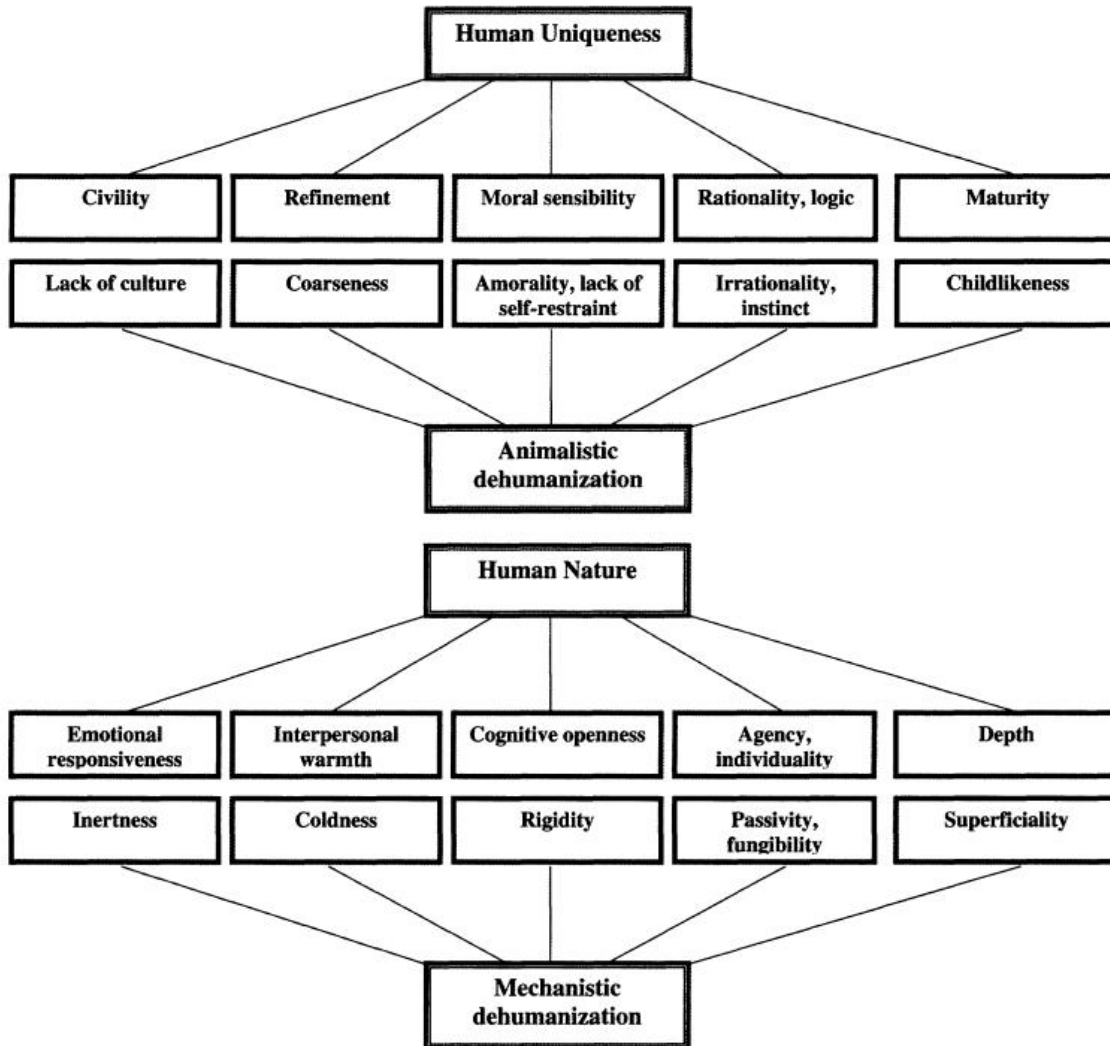 Human Uniqueness
Civility
Refinement
Moral sensibility
Rationality, logic
Maturity
Lack of culture
Coarseness
Amorality, lack of
self-restraint
Irrationality,
instinct
Childlikeness
Animalistic
dehumanization
Human Nature
Emotional
responsiveness
Interpersonal
warmth
Cognitive openness
Agency,
individuality
Depth
Inertness
Coldness
Rigidity
Passivity,
fungibility
Superficiality
Mechanistic
dehumanization